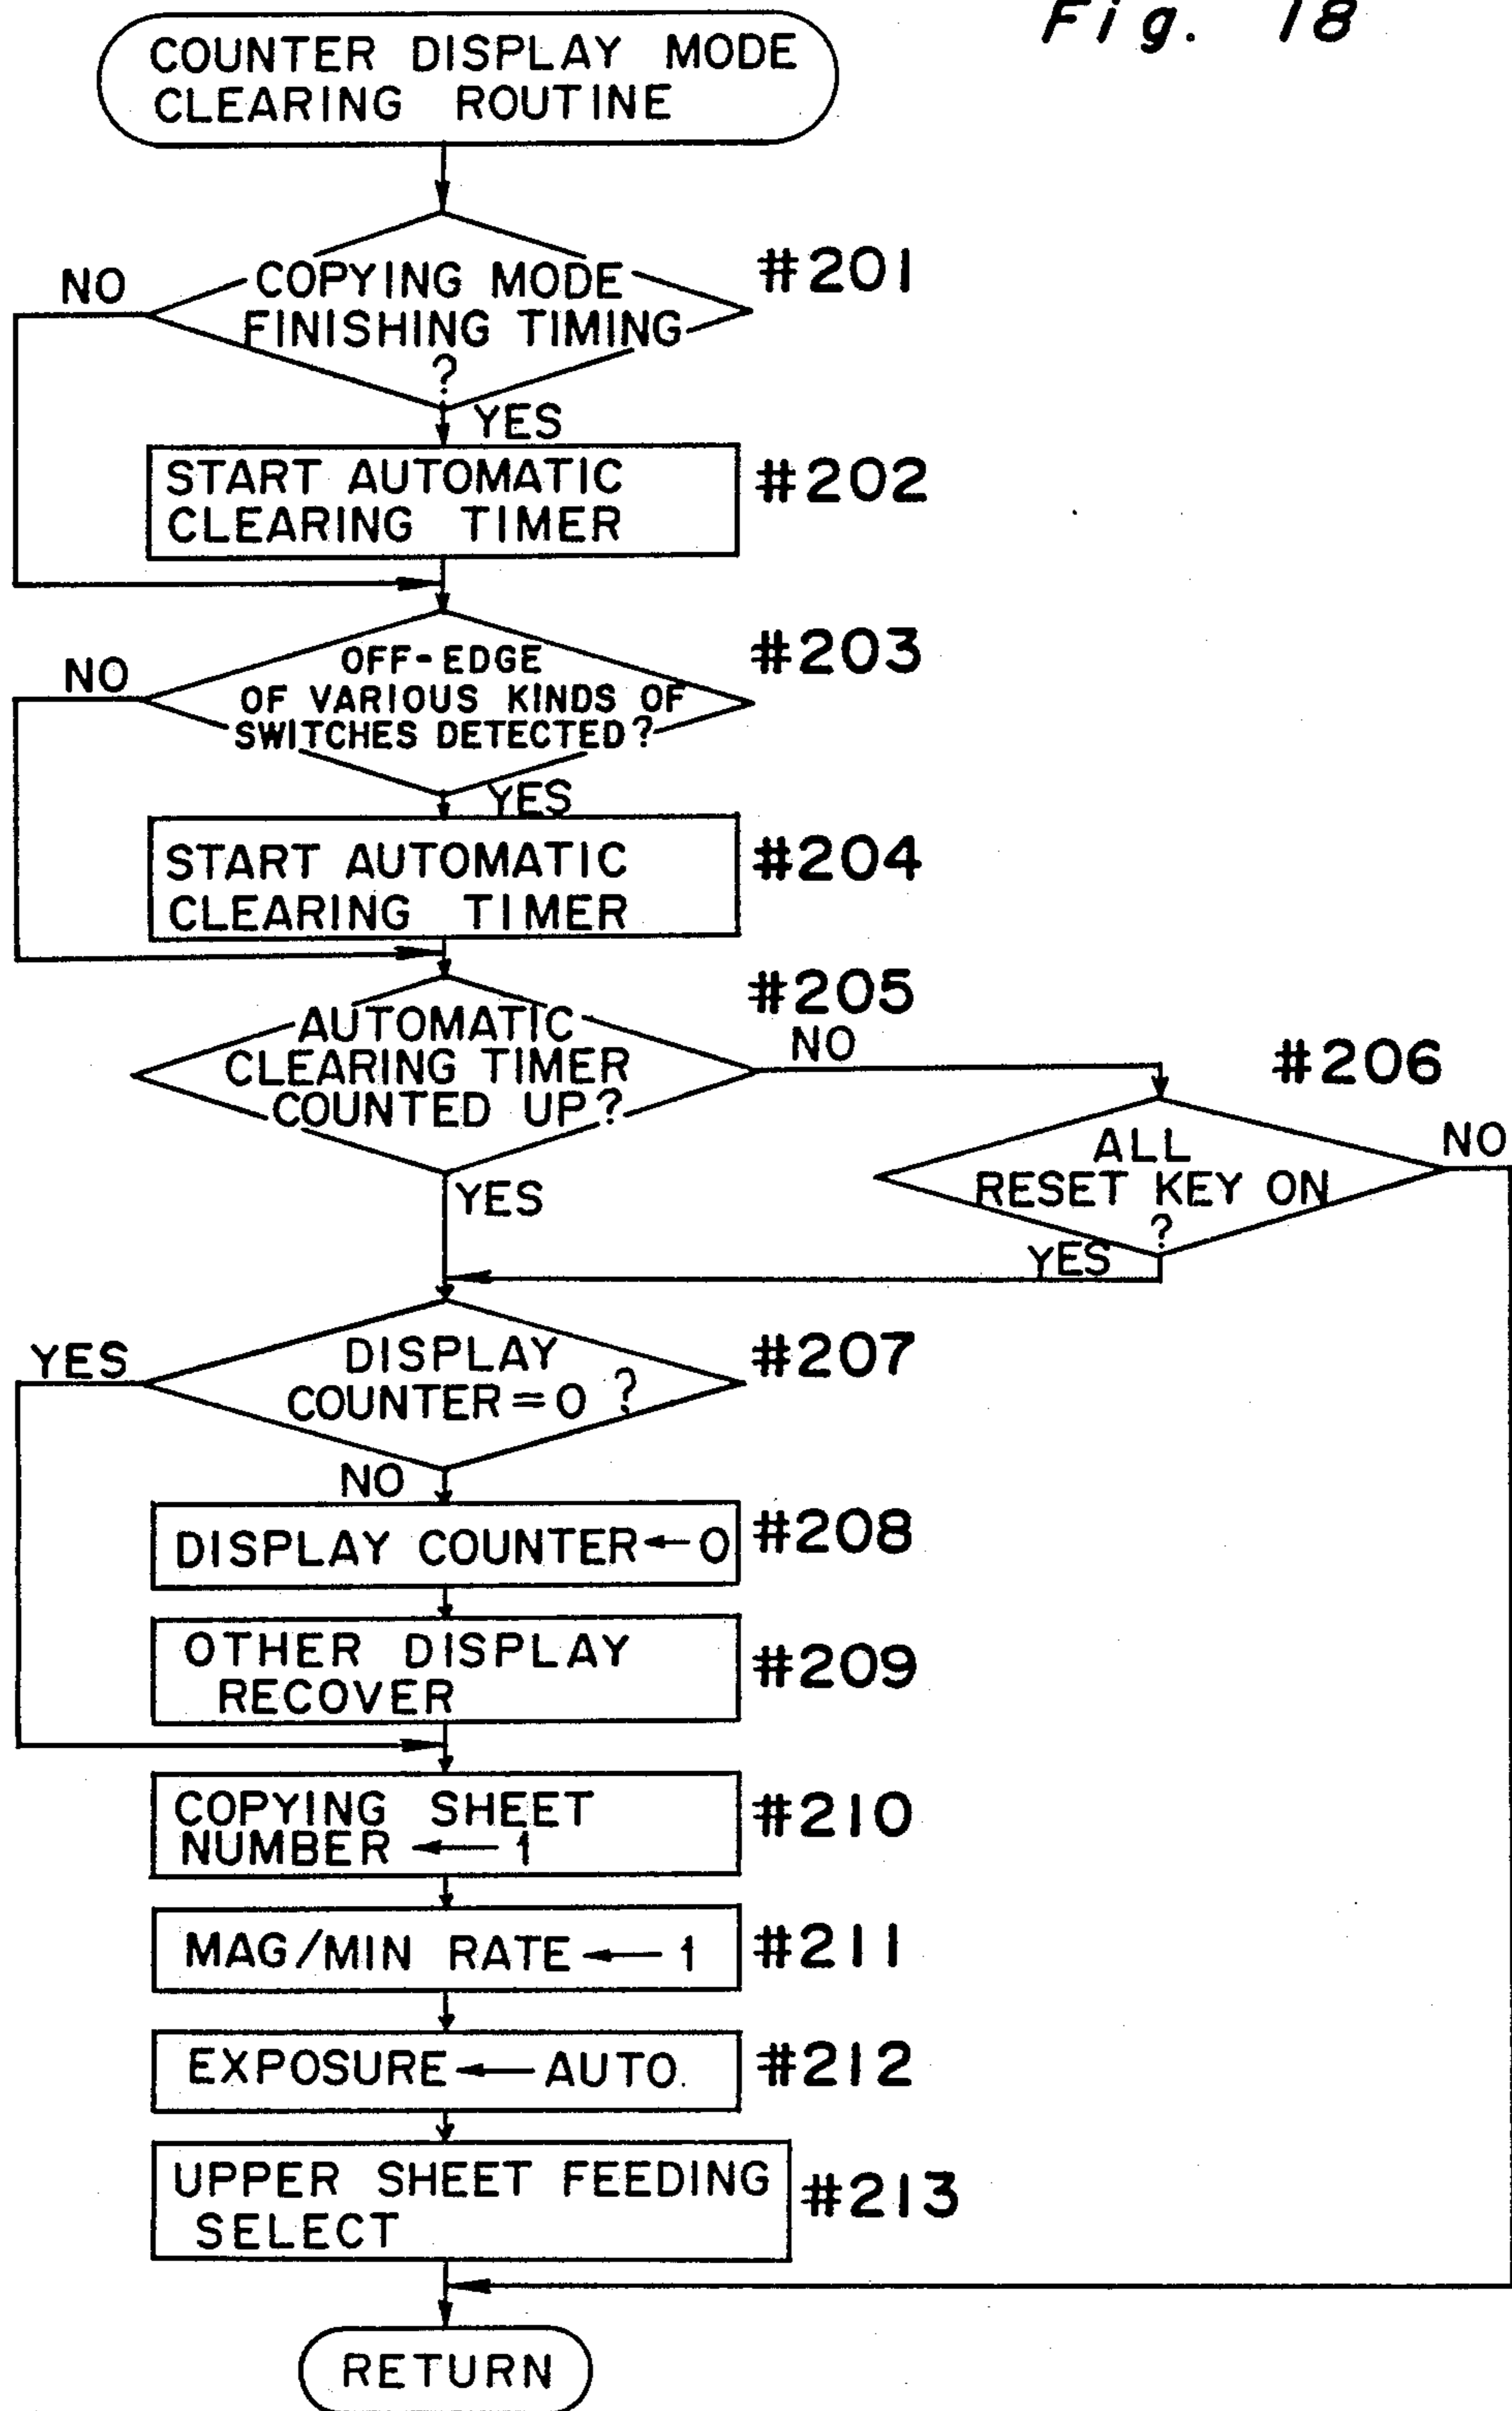 Fig. 18
COUNTER DISPLAY MODE
CLEARING ROUTINE
#201
NO
COPYING MODE
FINISHING TIMING
?
YES
#202
START AUTOMATIC
CLEARING TIMER
#203
NO
OFF-EDGE
OF VARIOUS KINDS OF
SWITCHES DETECTED?
YES
#204
START AUTOMATIC
CLEARING TIMER
#205
AUTOMATIC
CLEARING TIMER
COUNTED UP?
NO
#206
YES
ALL
RESET KEY ON
?
NO
YES
#207
YES
DISPLAY
COUNTER=0 ?
NO
DISPLAY COUNTER←0
#208
OTHER DISPLAY
RECOVER
#209
COPYING SHEET
NUMBER ← 1
#210
MAG/MIN RATE ← 1
#211
EXPOSURE ← AUTO.
#212
UPPER SHEET FEEDING
SELECT
#213
RETURN